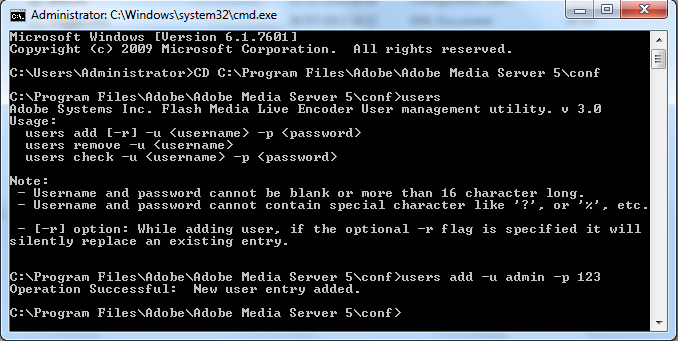 Administrator: C:\Windows\system32\cmd.exe
Microsoft Windows [Version 6.1.7601]
Copyright (c) 2009 Microsoft Corporation.  All rights reserved.
C:\Users\Administrator>CD C:\Program Files\Adobe\Adobe Media Server 5\conf
C:\Program Files\Adobe\Adobe Media Server 5\conf>users
Adobe Systems Inc. Flash Media Live Encoder User management utility. v 3.0
Usage:
  users add [-r] -u <username> -p <password>
  users remove -u <username>
  users check -u <username> -p <password>
Note:
 - Username and password cannot be blank or more than 16 character long.
 - Username and password cannot contain special character like '?', or '%', etc.
 - [-r] option: While adding user, if the optional -r flag is specified it will
silently replace an existing entry.
C:\Program Files\Adobe\Adobe Media Server 5\conf>users add -u admin -p 123
Operation Successful:  New user entry added.
C:\Program Files\Adobe\Adobe Media Server 5\conf>